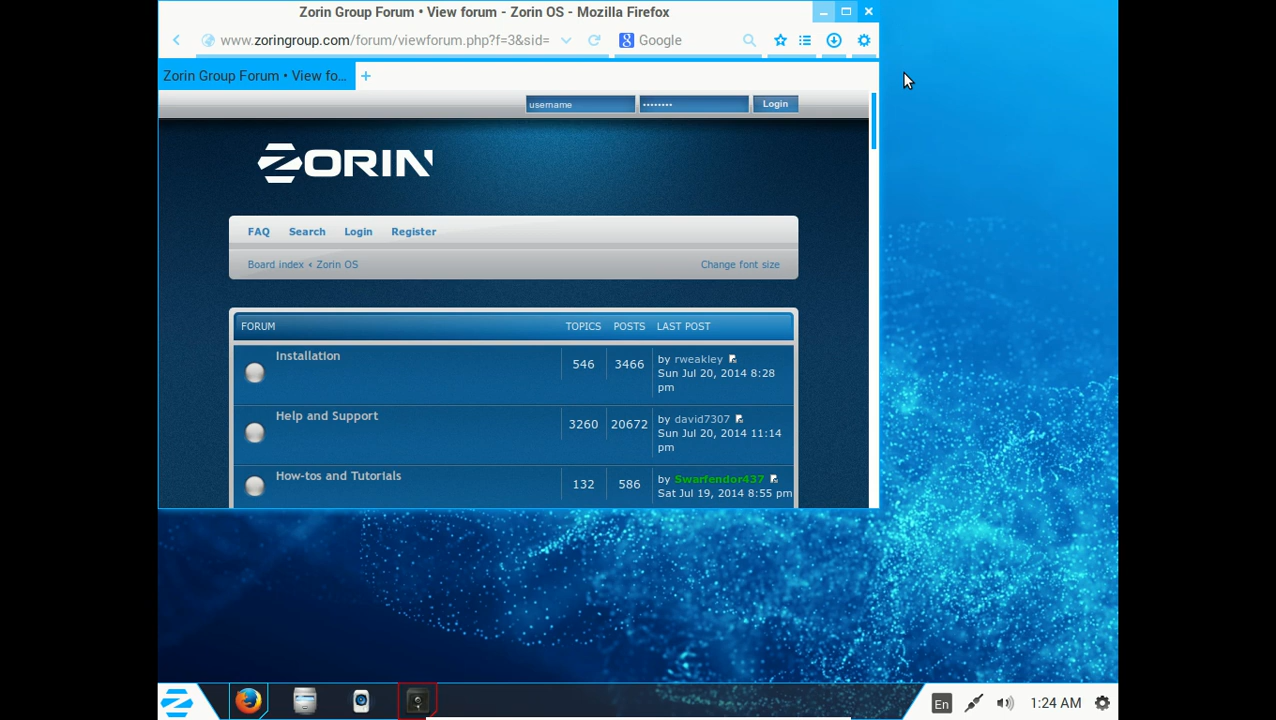 Zorin Group Forum • View forum - Zorin OS - Mozilla Firefox
www.zoringroup.com/forum/viewforum.php?f=3&sid=
Google
Zorin Group Forum • View fo...
username
Login
ZORIN
FAQ Search Login Register
Board index ‹ Zorin OS
Change font size
FORUM TOPICS POSTS LAST POST
Installation
546 3466
by rweakley
Sun Jul 20, 2014 8:28
pm
Help and Support
3260 20672
by david7307
Sun Jul 20, 2014 11:14
pm
How-tos and Tutorials
132 586
by Swarfendor437
Sat Jul 19, 2014 8:55 pm
En 1:24 AM